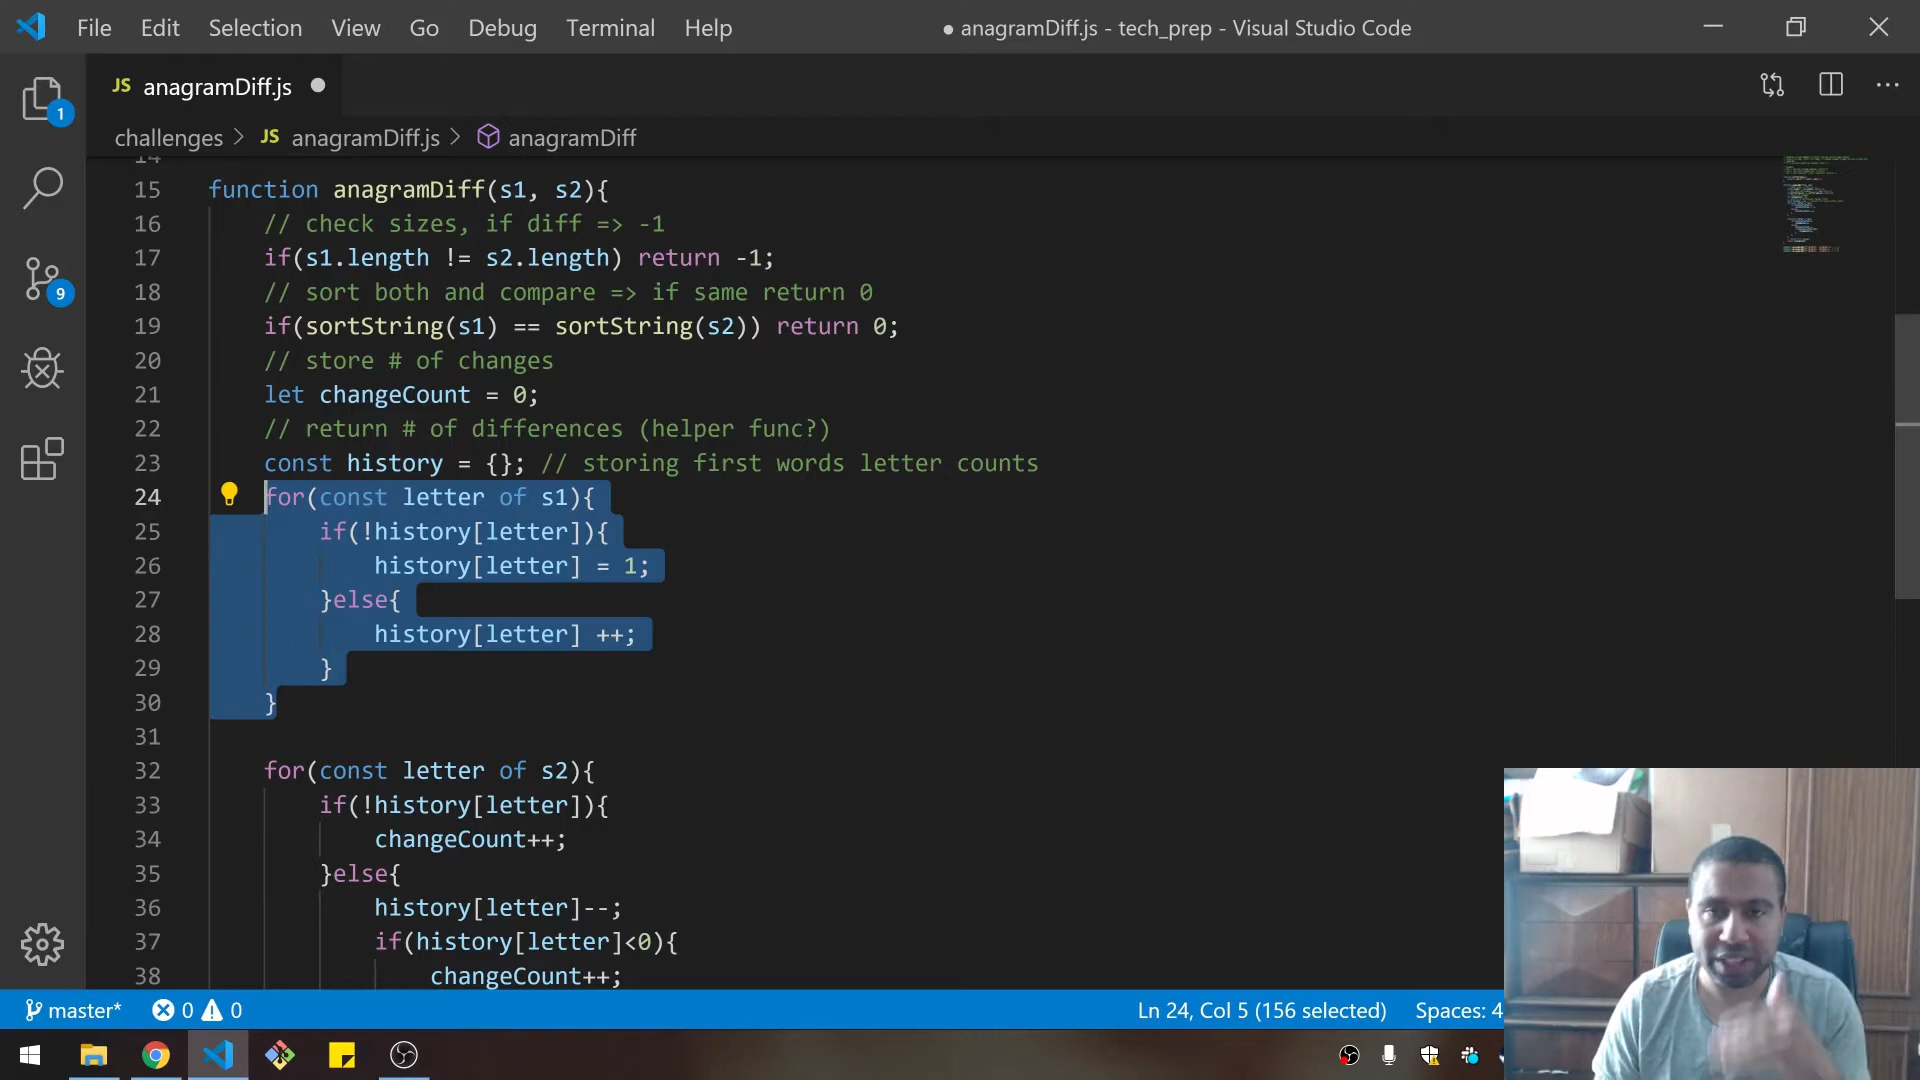 File Edit Selection View Go Debug Terminal Help
● anagramDiff.js - tech_prep - Visual Studio Code
JS anagramDiff.js ●
challenges > JS anagramDiff.js > anagramDiff
1
9
14
15 function anagramDiff(s1, s2){
16 // check sizes, if diff => -1
17 if(s1.length != s2.length) return -1;
18 // sort both and compare => if same return 0
19 if(sortString(s1) == sortString(s2)) return 0;
20 // store # of changes
21 let changeCount = 0;
22 // return # of differences (helper func?)
23 const history = {}; // storing first words letter counts
24 for(const letter of s1){
25 if(!history[letter]){
26 history[letter] = 1;
27 }else{
28 history[letter] ++;
29 }
30 }
31
32 for(const letter of s2){
33 if(!history[letter]){
34 changeCount++;
35 }else{
36 history[letter]--;
37 if(history[letter]<0){
38 changeCount++;
master* 0 0 Ln 24, Col 5 (156 selected) Spaces: 4